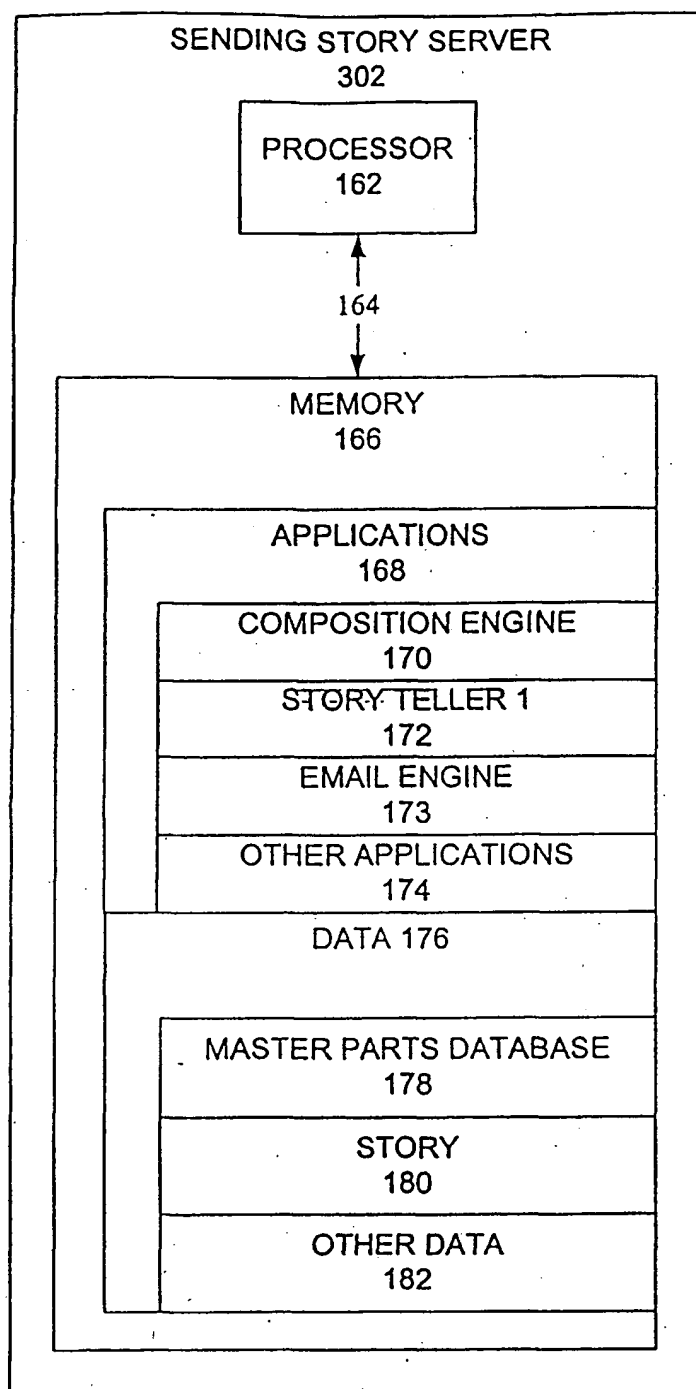 SENDING STORY SERVER
302
PROCESSOR
162
164
MEMORY
166
APPLICATIONS
168
COMPOSITION ENGINE
170
STORY TELLER 1
172
EMAIL ENGINE
173
OTHER APPLICATIONS
174
DATA 176
MASTER PARTS DATABASE
178
STORY
180
OTHER DATA
182